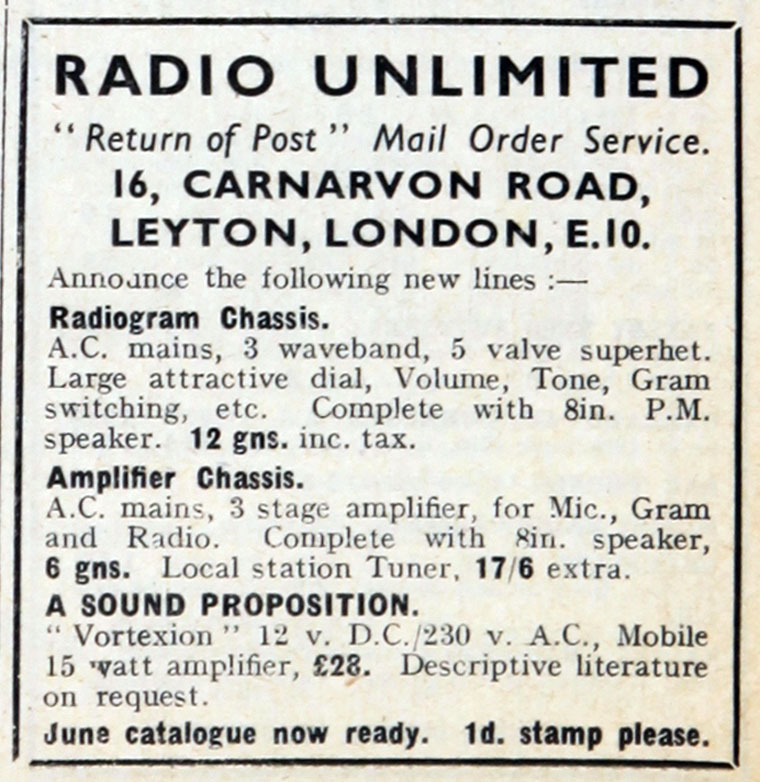 RADIO UNLIMITED
"Return of Post" Mail Order Service.
16, CARNARVON ROAD,
LEYTON, LONDON, E.10.
Announce the following new lines :—
Radiogram Chassis.
A.C. mains, 3 waveband, 5 valve superhet.
Large attractive dial, Volume, Tone, Gram
switching, etc. Complete with 8in. P.M.
speaker. 12 gns. inc. tax.
Amplifier Chassis.
A.C. mains, 3 stage amplifier, for Mic., Gram
and Radio. Complete with 8in. speaker,
6 gns. Local station Tuner, 17/6 extra.
A SOUND PROPOSITION.
"Vortexion" 12 v. D.C./230 v. A.C., Mobile
15 watt amplifier, £28. Descriptive literature
on request.
June catalogue now ready. 1d. stamp please.